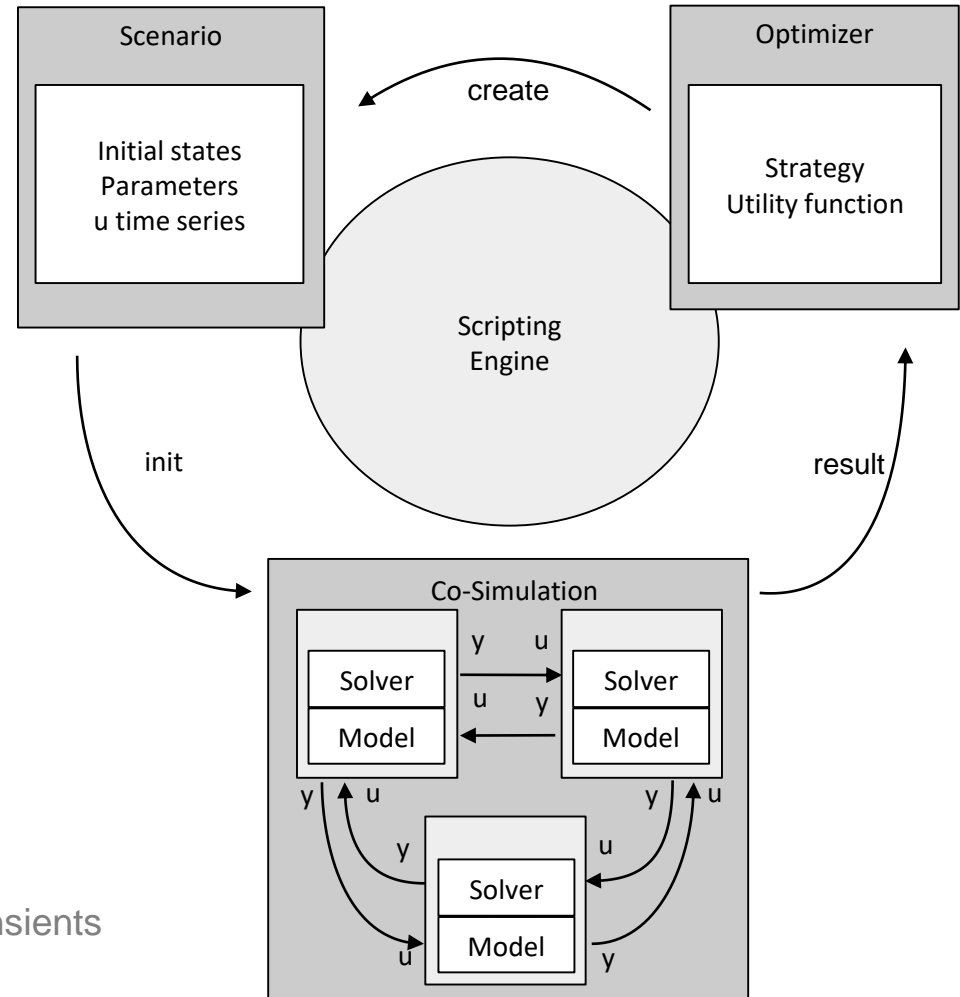 Scenario
Optimizer
create
Initial states
Parameters
u time series
Strategy
Utility function
Scripting
Engine
init
result
Co-Simulation
y u
Solver
Model
u y
Solver
Model
y u
y u
y
u
Solver
Model
u
y
nsients